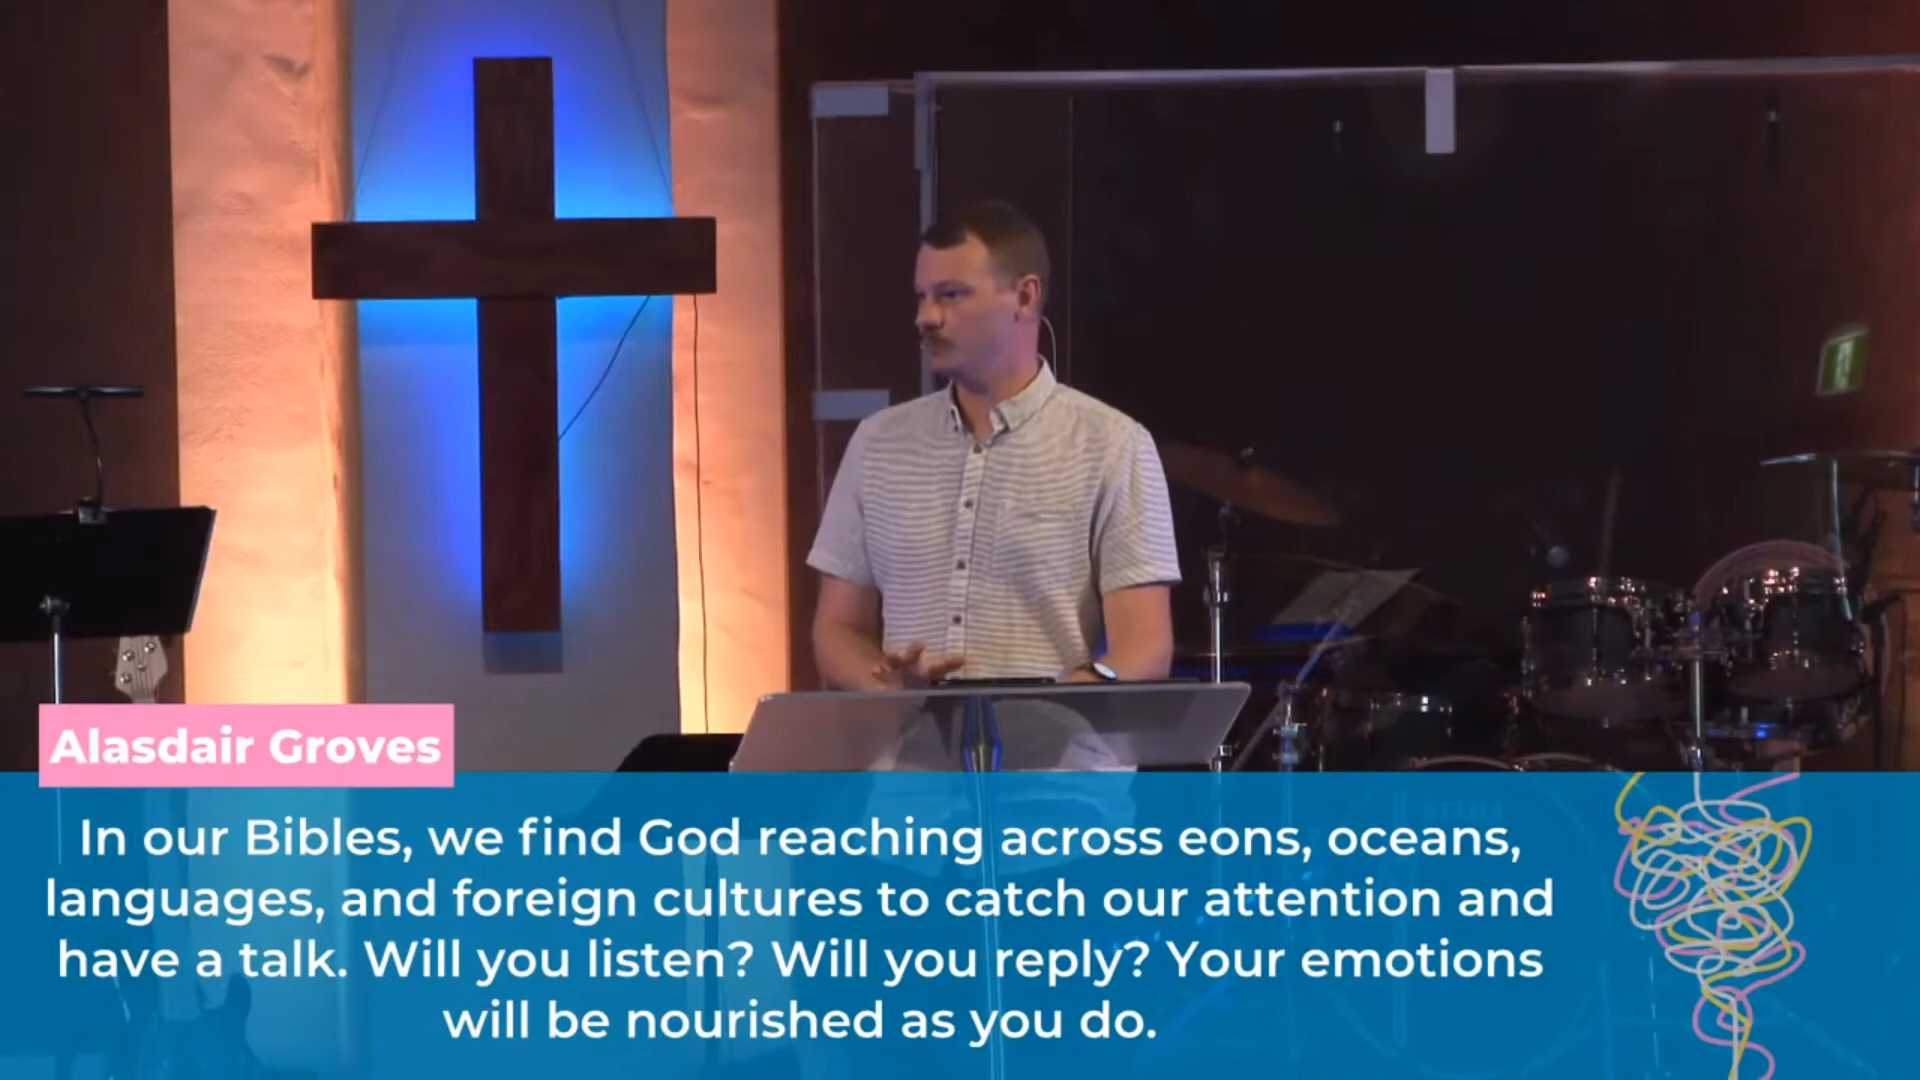 Alasdair Groves
In our Bibles, we find God reaching across eons, oceans,
languages, and foreign cultures to catch our attention and
have a talk. Will you listen? Will you reply? Your emotions
will be nourished as you do.